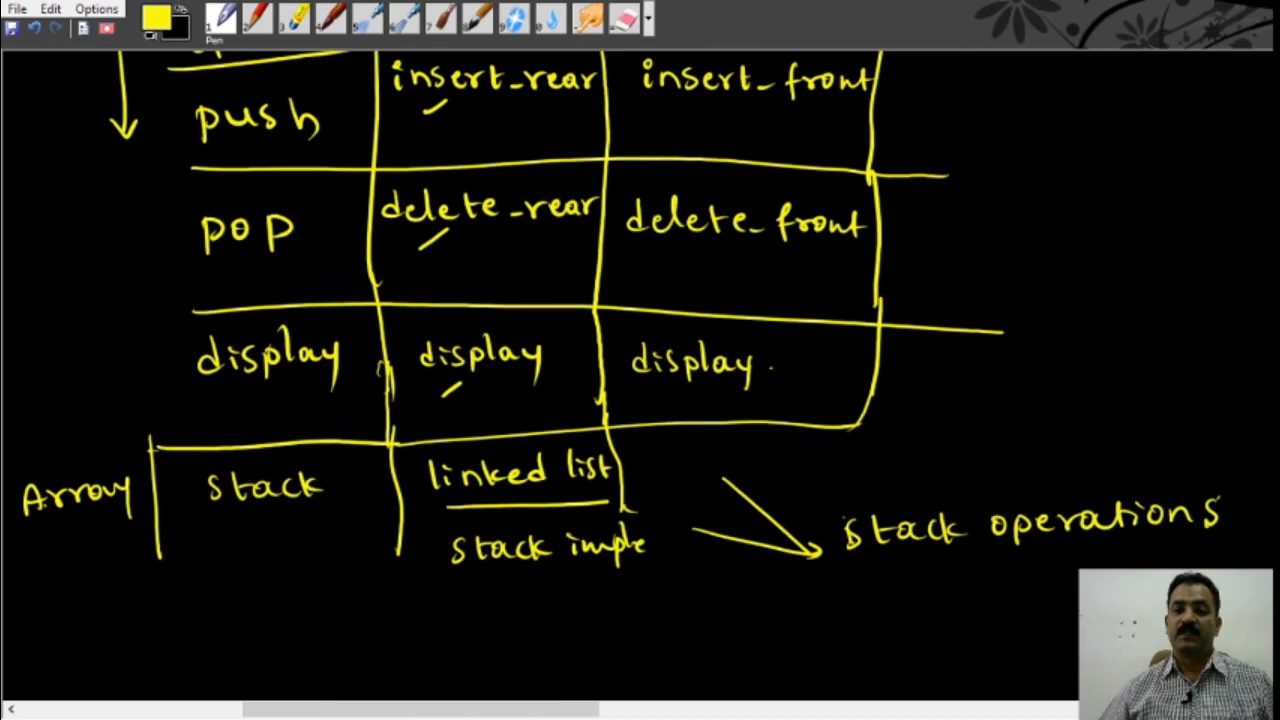 File Edit Options
Pen
insert_rear insert_front
push
delete_rear delete_front
pop
display display display.
Array stack linked list
stack imple
stack operations